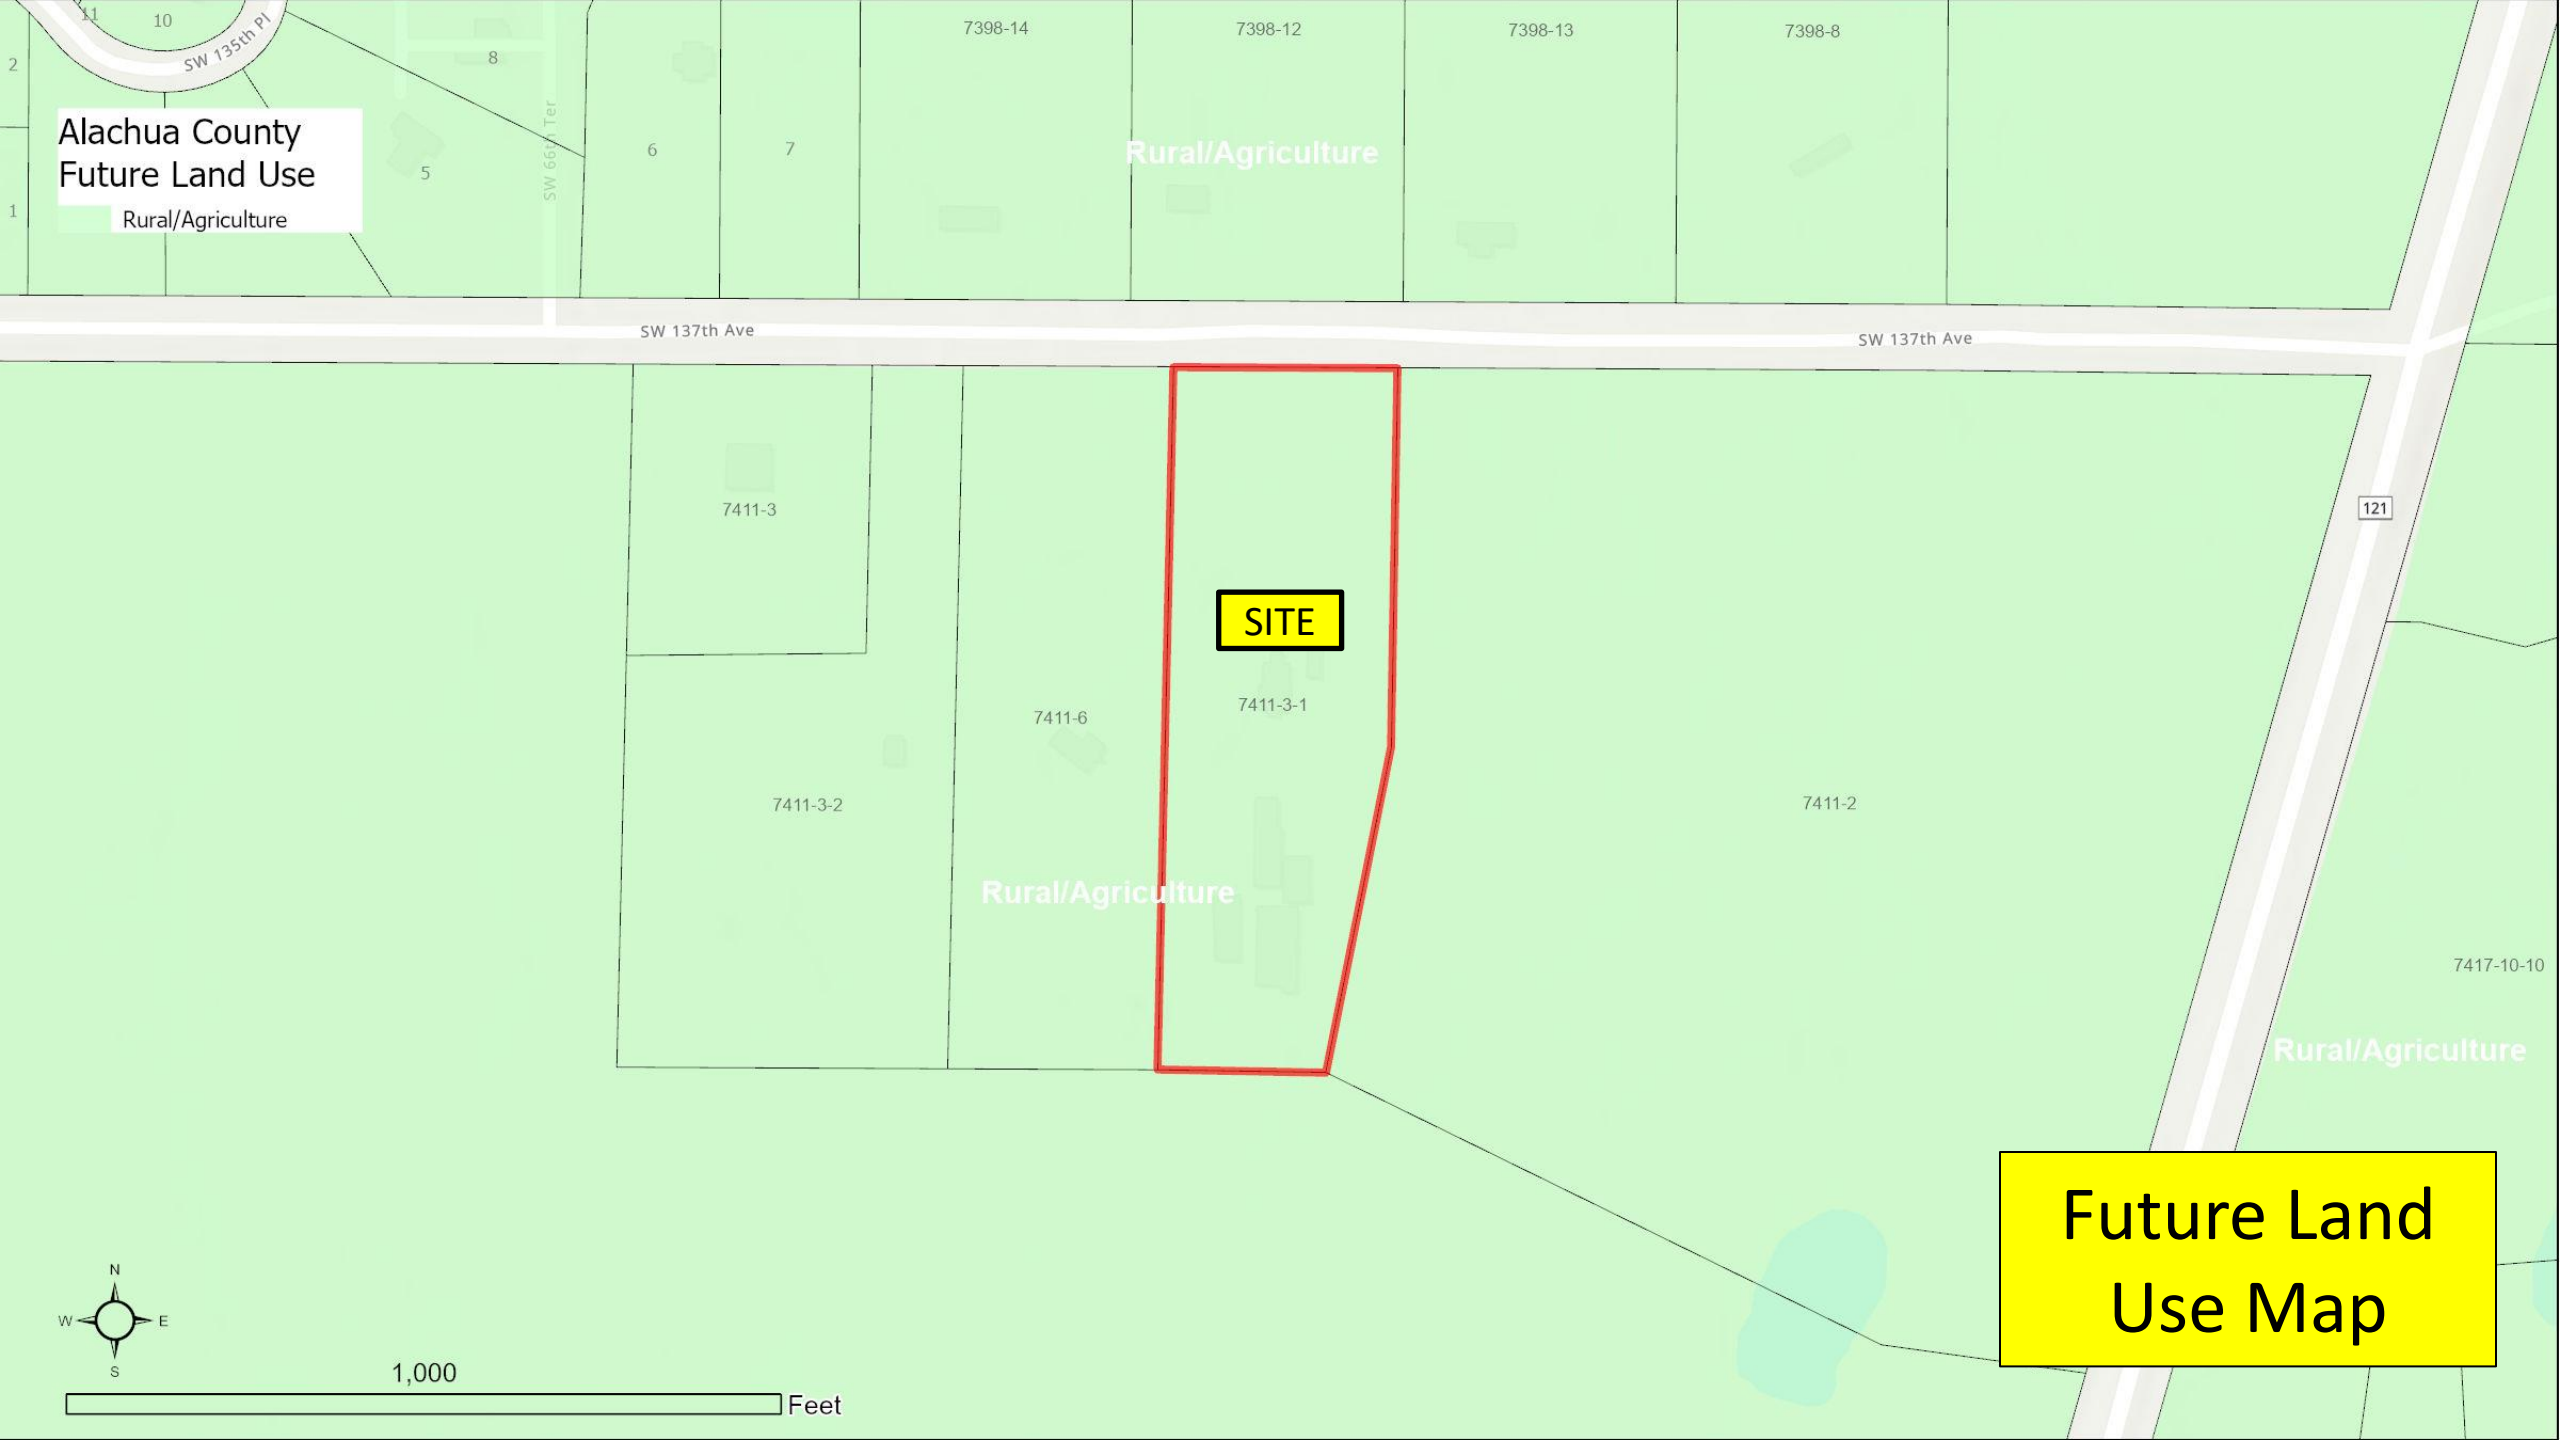 11
10
SW 135th Pl
2
8
7398-14
7398-12
7398-13
7398-8
Alachua County
Future Land Use
Rural/Agriculture
SW 66th Ter
5
6
7
Rural/Agriculture
1
SW 137th Ave
SW 137th Ave
121
7411-3
SITE
7411-6
7411-3-1
7411-3-2
7411-2
Rural/Agriculture
7417-10-10
Rural/Agriculture
Future Land
Use Map
N
W
E
S
1,000
Feet